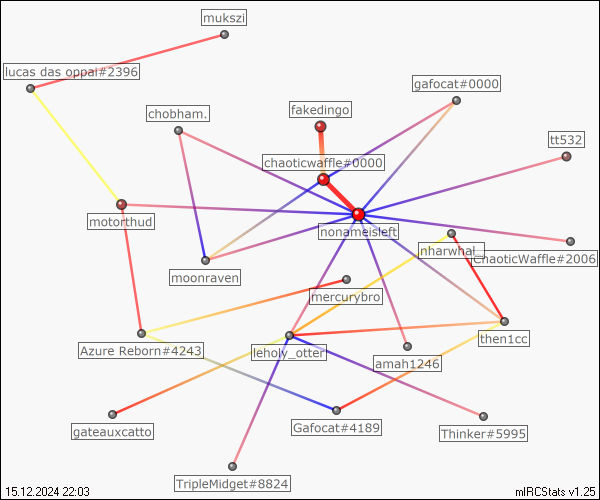 mukszi
lucas das oppai#2396
gafocat#0000
chobham.
fakedingo
tt532
chaoticwaffle#0000
motorthud
nonameisleft
nharwhal_
ChaoticWaffle#2006
moonraven
mercurybro
then1cc
Azure Reborn#4243
leholy_otter
amah1246
gateauxcatto
Gafocat#4189
Thinker#5995
TripleMidget#8824
15.12.2024 22:03
mIRCStats v1.25